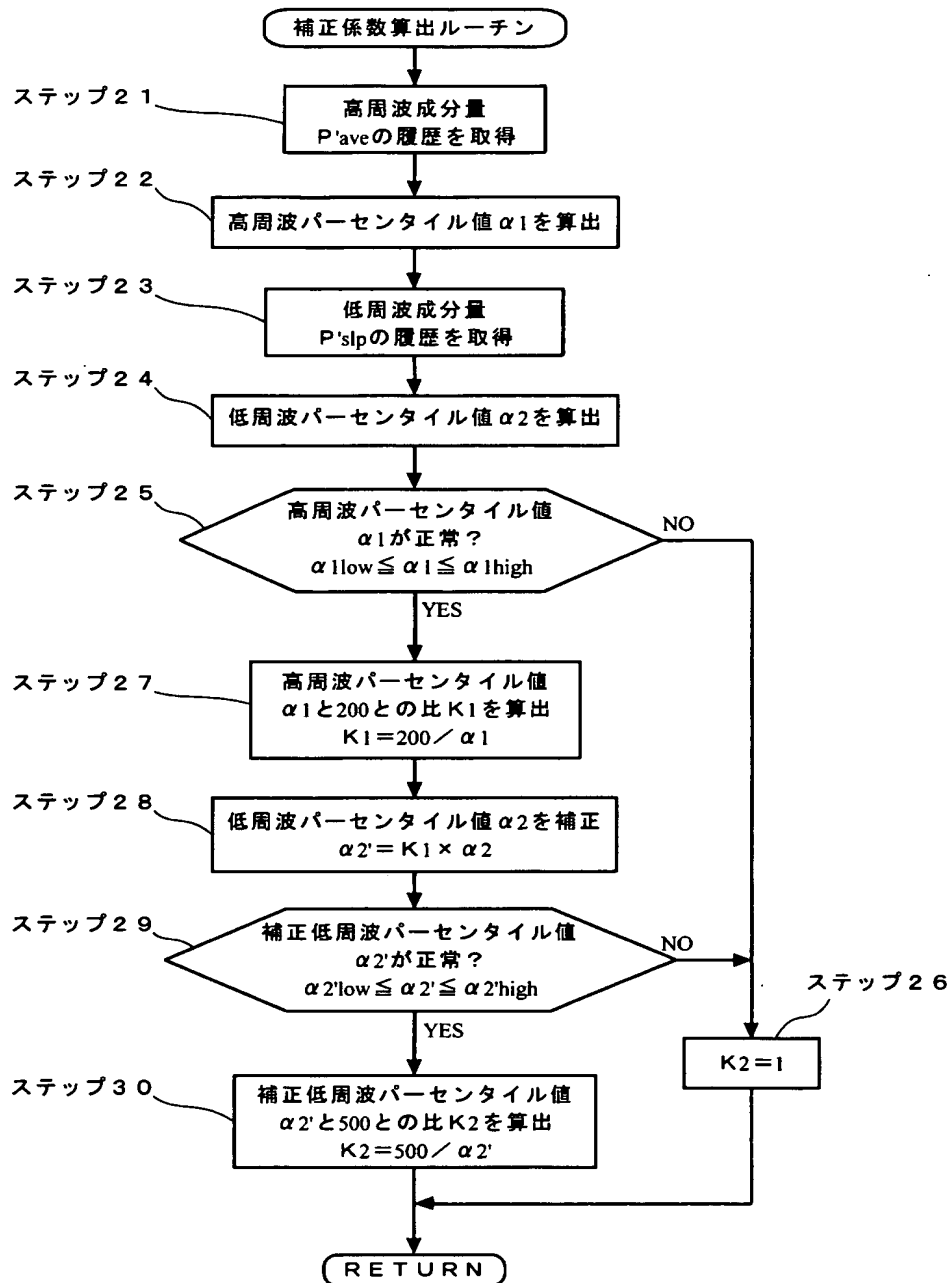 補正係数算出ルーチン
ステップ21
高周波成分量
P'aveの履歴を取得
ステップ22
高周波パーセンタイル値α1を算出
ステップ23
低周波成分量
P'slpの履歴を取得
ステップ24
低周波パーセンタイル値α2を算出
ステップ25
高周波パーセンタイル値
α1が正常?
α1low≦α1≦α1high
NO
YES
ステップ27
高周波パーセンタイル値
α1と200との比K1を算出
K1=200/α1
ステップ28
低周波パーセンタイル値α2を補正
α2'=K1×α2
ステップ29
補正低周波パーセンタイル値
α2'が正常?
α2'low≦α2'≦α2'high
NO
YES
ステップ26
K2=1
ステップ30
補正低周波パーセンタイル値
α2'と500との比K2を算出
K2=500/α2'
RETURN